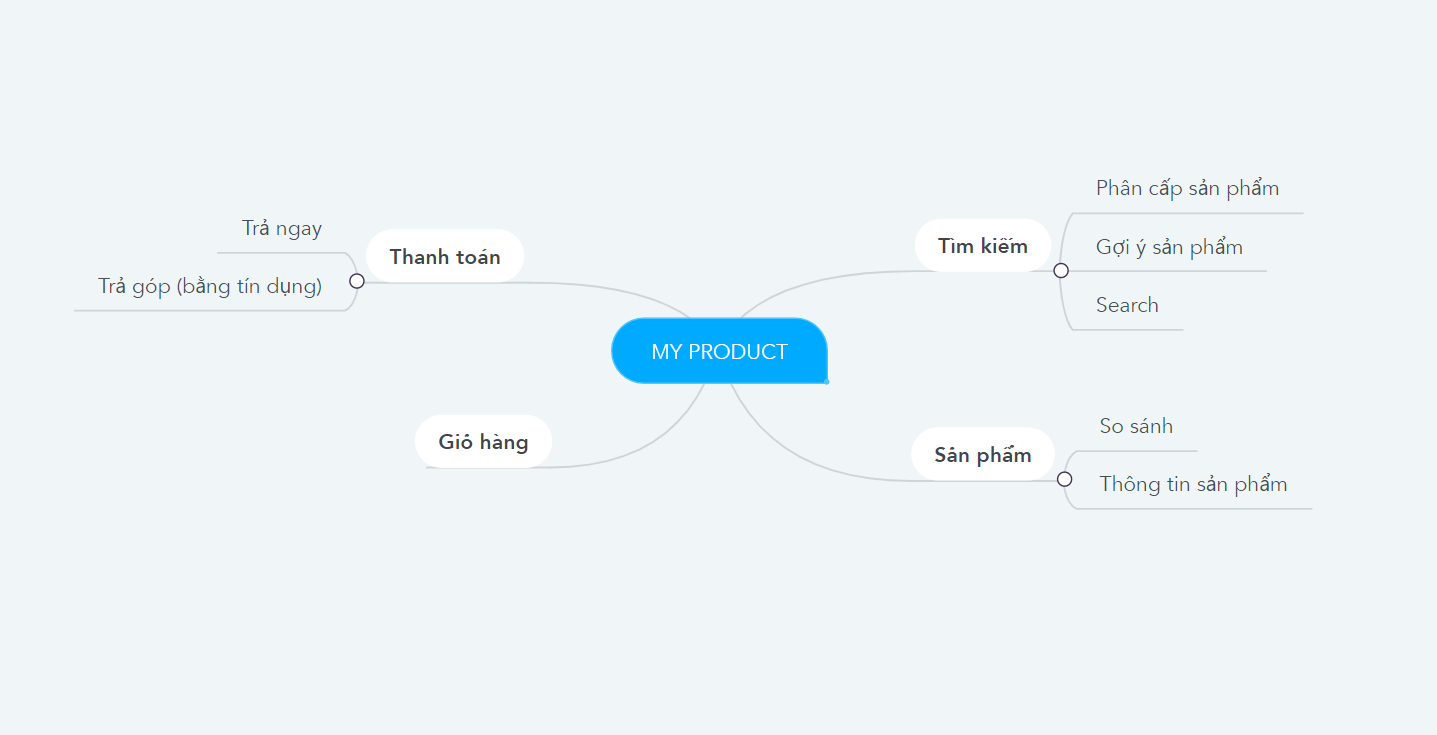 MY PRODUCT
Tìm kiếm
Phân cấp sản phẩm
Gợi ý sản phẩm
Search
Sản phẩm
So sánh
Thông tin sản phẩm
Thanh toán
Trả ngay
Trả góp (bằng tín dụng)
Giỏ hàng